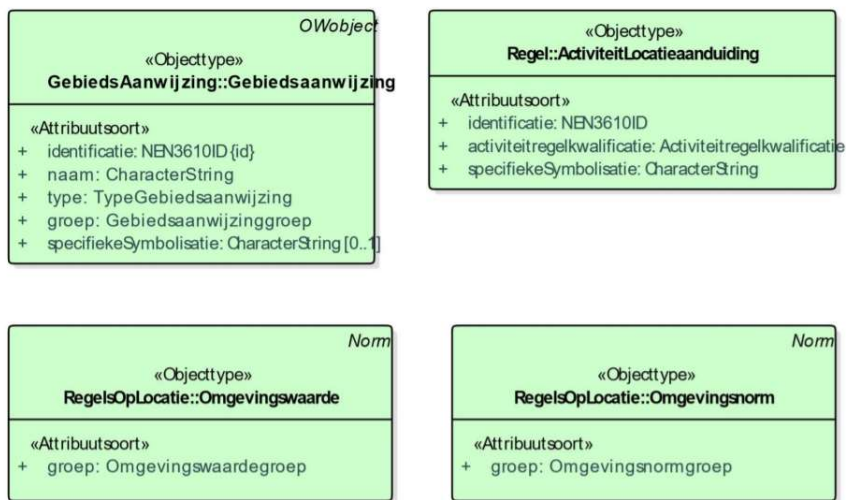 OWobject
«Objecttype»
GebiedsAanwijzing::Gebiedsaanwijzing
«Attribuutsoort»
+ identificatie: NEN3610ID {id}
+ naam: CharacterString
+ type: TypeGebiedsaanwijzing
+ groep: Gebiedsaanwijzinggroep
+ specifiekeSymbolisatie: CharacterString [0..1]
«Objecttype»
Regel::ActiviteitLocatieaanduiding
«Attribuutsoort»
+ identificatie: NEN3610ID
+ activiteitregelkwalificatie: Activiteitregelkwalificatie
+ specifiekeSymbolisatie: CharacterString
Norm
«Objecttype»
RegelsOpLocatie::Omgevingswaarde
«Attribuutsoort»
+ groep: Omgevingswaardegroep
Norm
«Objecttype»
RegelsOpLocatie::Omgevingsnorm
«Attribuutsoort»
+ groep: Omgevingsnormgroep